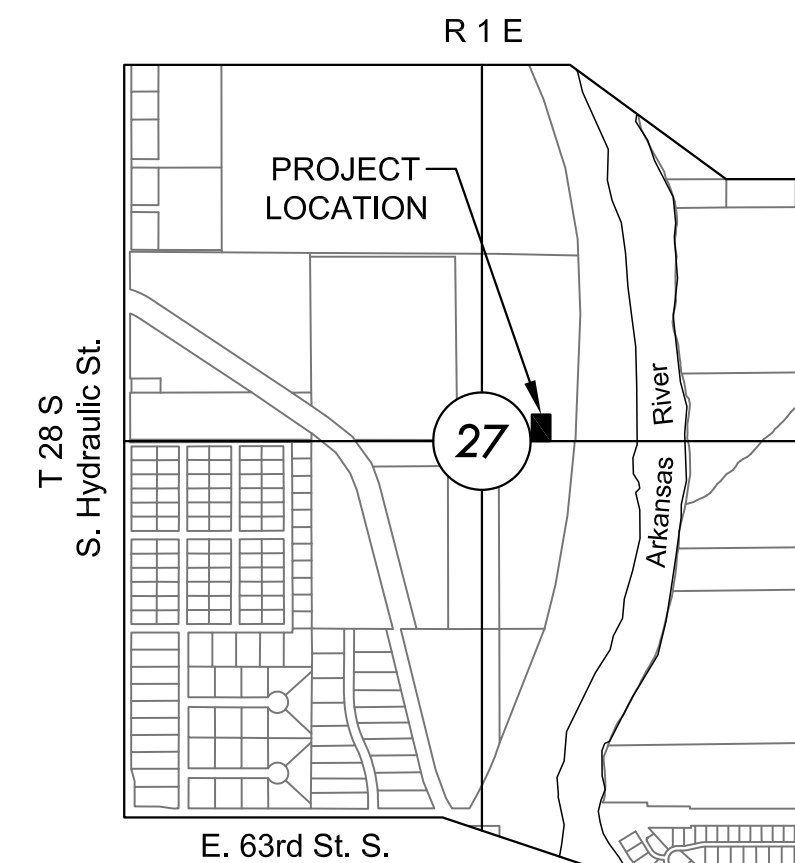 R 1 E
PROJECT
LOCATION
T 28 S
S. Hydraulic St.
27
Arkansas River
E. 63rd St. S.